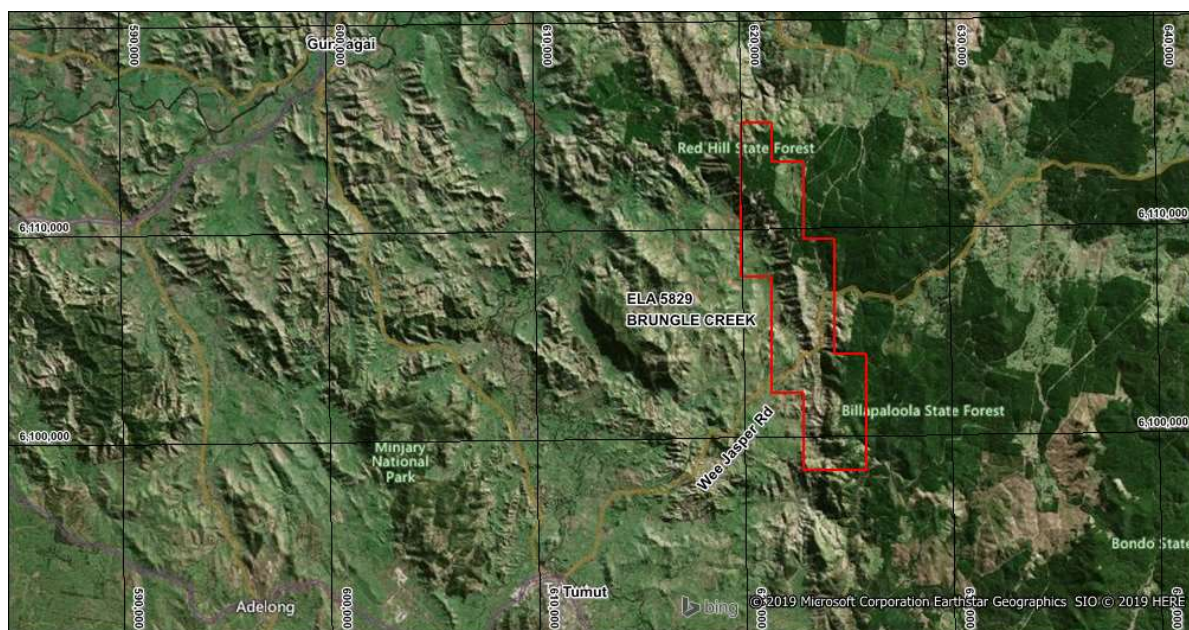 590,000
600,000
610,000
620,000
630,000
640,000
Gundagai
Red Hill State Forest
6,110,000
6,110,000
ELA 5829
BRUNGLE CREEK
Billapaloola State Forest
Wee Jasper Rd
6,100,000
6,100,000
Minjary
National
Park
Bondo State
Adelong
Tumut
590,000
600,000
610,000
bing
© 2019 Microsoft Corporation Earthstar Geographics SIO © 2019 HERE